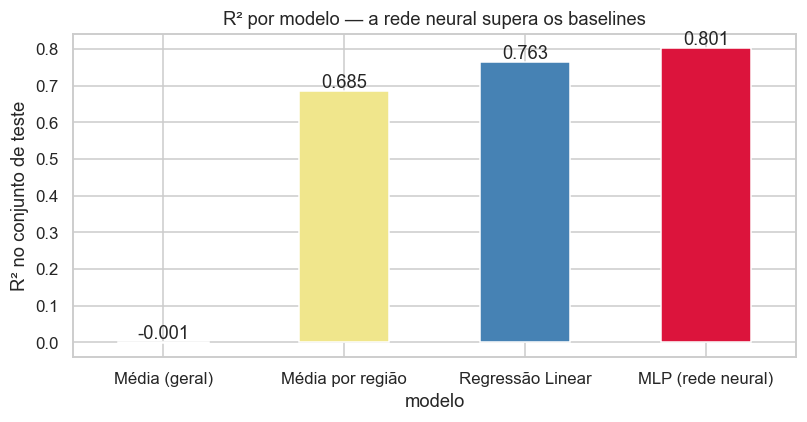 R² por modelo — a rede neural supera os baselines
R² no conjunto de teste
0.8
0.7
0.6
0.5
0.4
0.3
0.2
0.1
0.0
-0.001
0.685
0.763
0.801
Média (geral)
Média por região
Regressão Linear
MLP (rede neural)
modelo